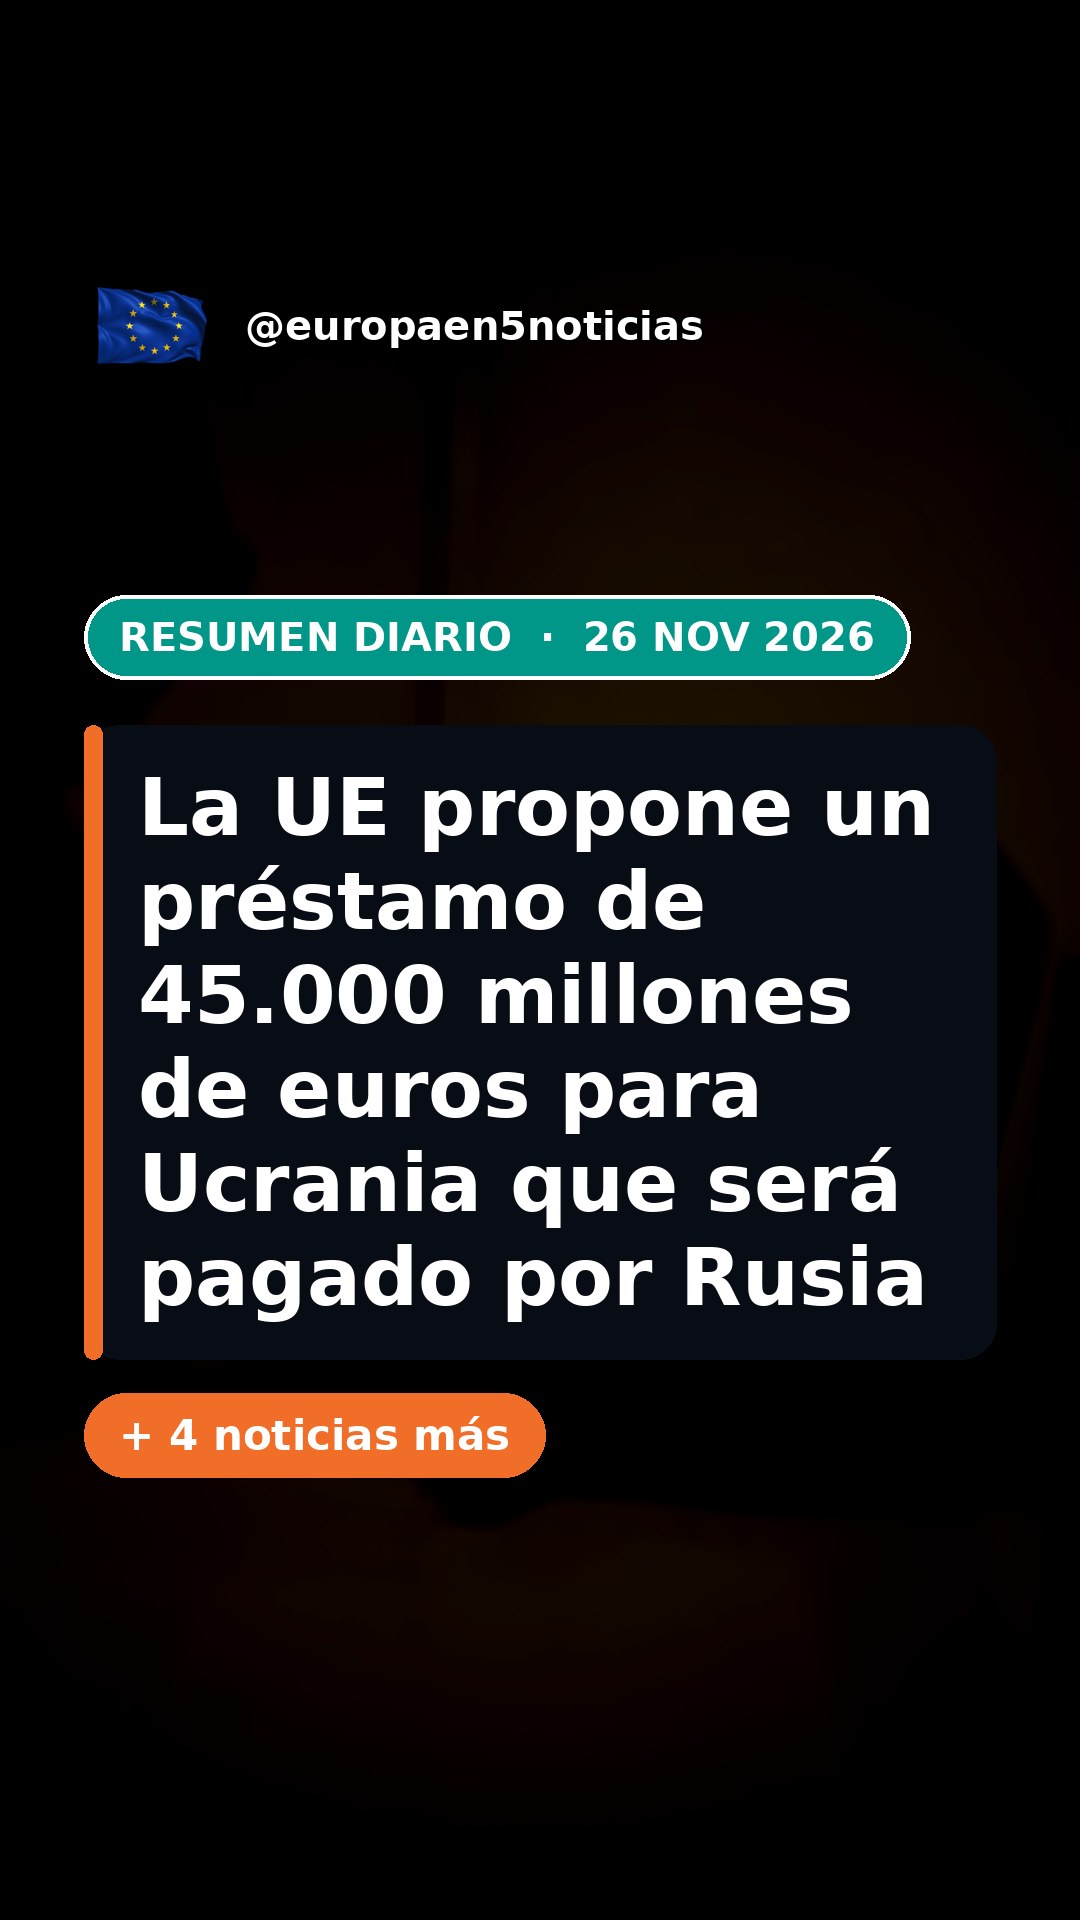 @europaen5noticias
RESUMEN DIARIO · 26 NOV 2026
La UE propone un
préstamo de
45.000 millones
de euros para
Ucrania que será
pagado por Rusia
+ 4 noticias más